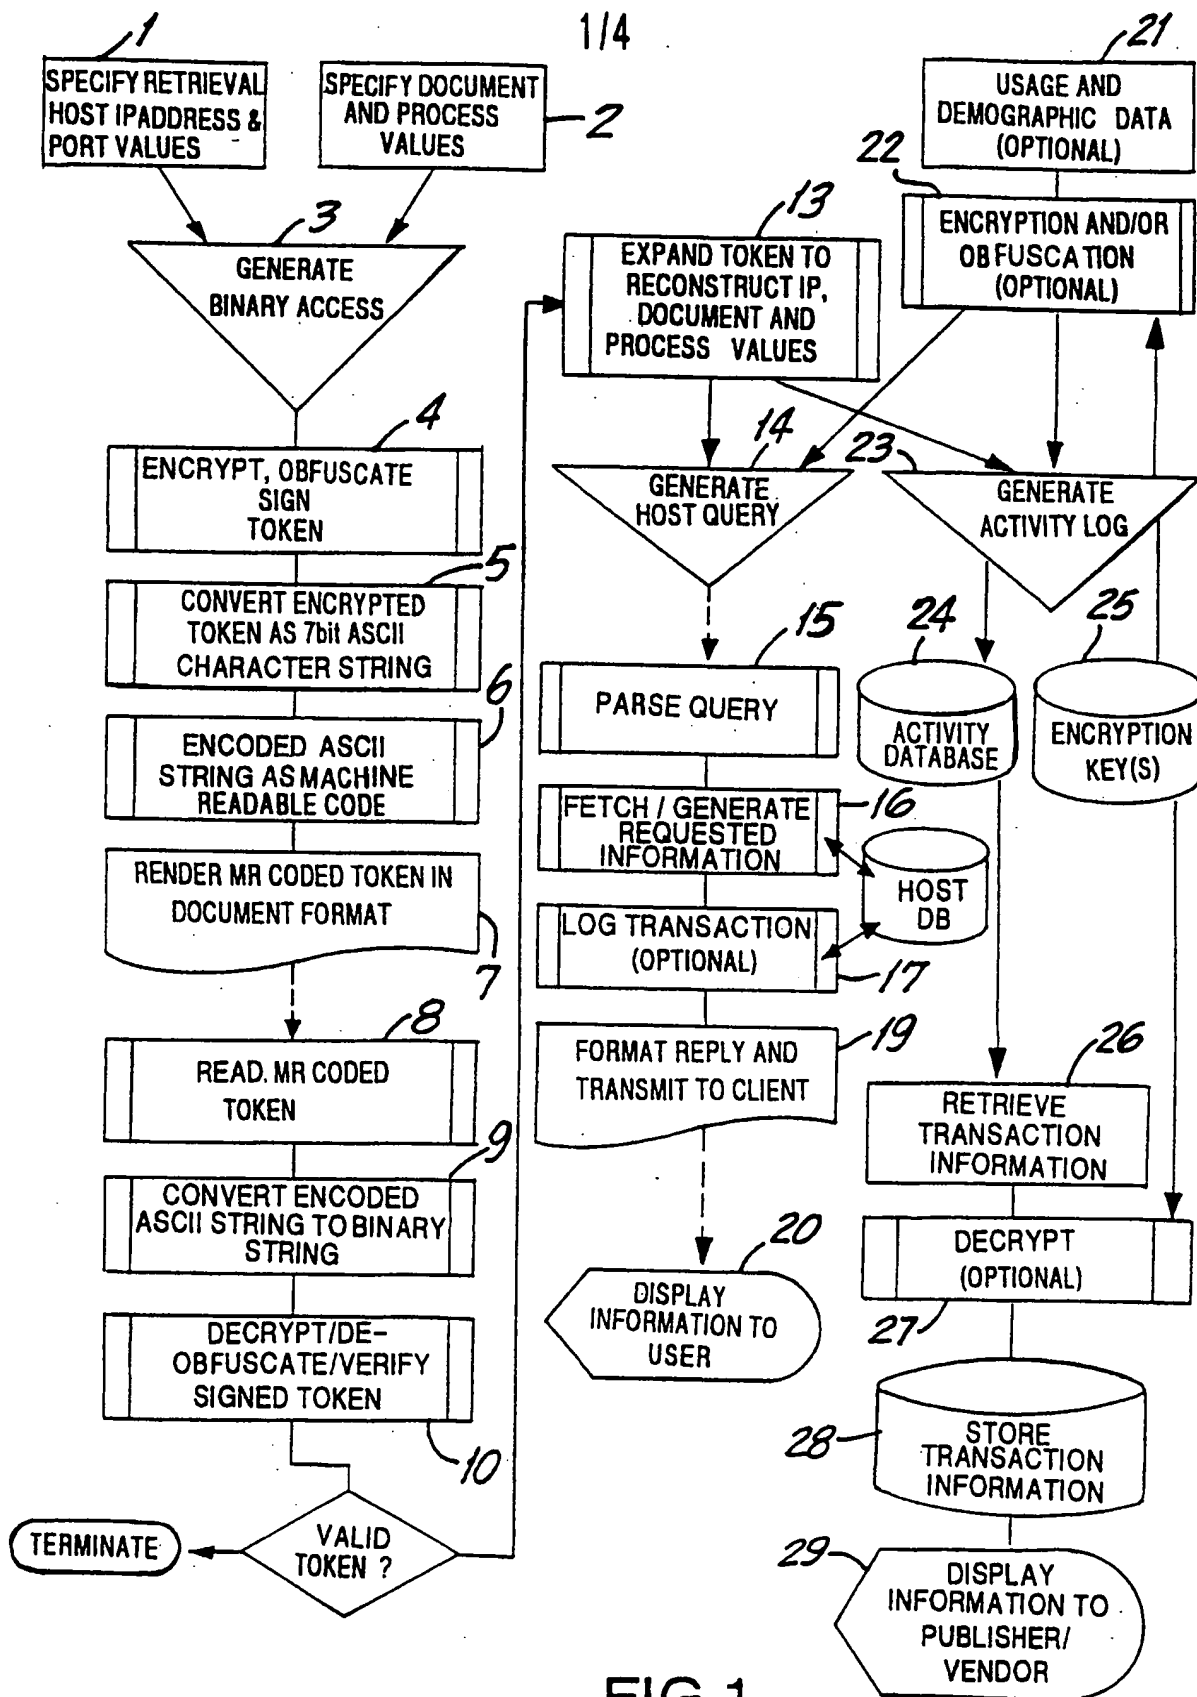 1/4
1
SPECIFY RETRIEVAL
HOST IPADDRESS &
PORT VALUES
SPECIFY DOCUMENT
AND PROCESS
VALUES
2
3
GENERATE
BINARY ACCESS
4
ENCRYPT, OBFUSCATE
SIGN
TOKEN
5
CONVERT ENCRYPTED
TOKEN AS 7bit ASCII
CHARACTER STRING
6
ENCODED ASCII
STRING AS MACHINE
READABLE CODE
RENDER MR CODED TOKEN IN
DOCUMENT FORMAT
7
8
READ. MR CODED
TOKEN
9
CONVERT ENCODED
ASCII STRING TO BINARY
STRING
DECRYPT/DE-
OBFUSCATE/VERIFY
SIGNED TOKEN
10
VALID
TOKEN ?
TERMINATE
13
EXPAND TOKEN TO
RECONSTRUCT IP,
DOCUMENT AND
PROCESS VALUES
14
GENERATE
HOST QUERY
15
PARSE QUERY
FETCH / GENERATE
REQUESTED
INFORMATION
16
HOST
DB
LOG TRANSACTION
(OPTIONAL)
17
FORMAT REPLY AND
TRANSMIT TO CLIENT
19
20
DISPLAY
INFORMATION TO
USER
21
USAGE AND
DEMOGRAPHIC DATA
(OPTIONAL)
22
ENCRYPTION AND/OR
OBFUSCATION
(OPTIONAL)
23
GENERATE
ACTIVITY LOG
24
ACTIVITY
DATABASE
25
ENCRYPTION
KEY(S)
26
RETRIEVE
TRANSACTION
INFORMATION
DECRYPT
(OPTIONAL)
27
28
STORE
TRANSACTION
INFORMATION
29
DISPLAY
INFORMATION TO
PUBLISHER/
VENDOR
FIG 1